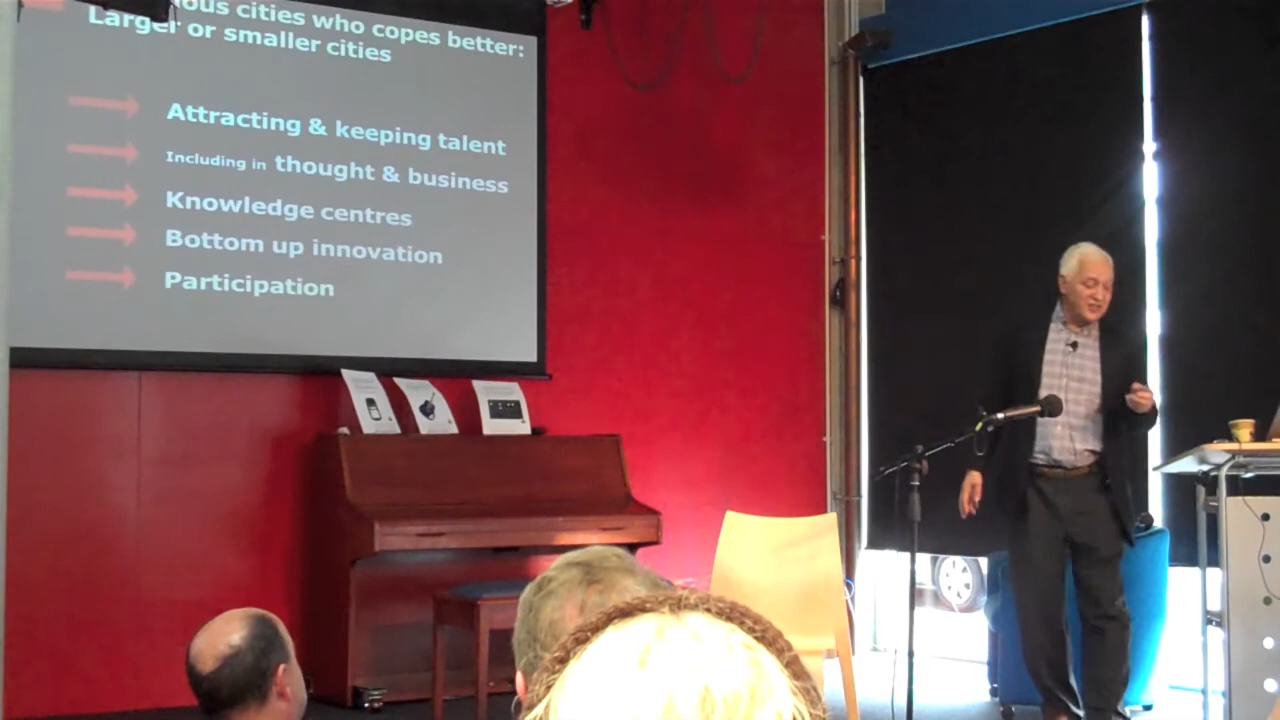 ous cities who copes better:
Larger or smaller cities
Attracting & keeping talent
Including in thought & business
Knowledge centres
Bottom up innovation
Participation